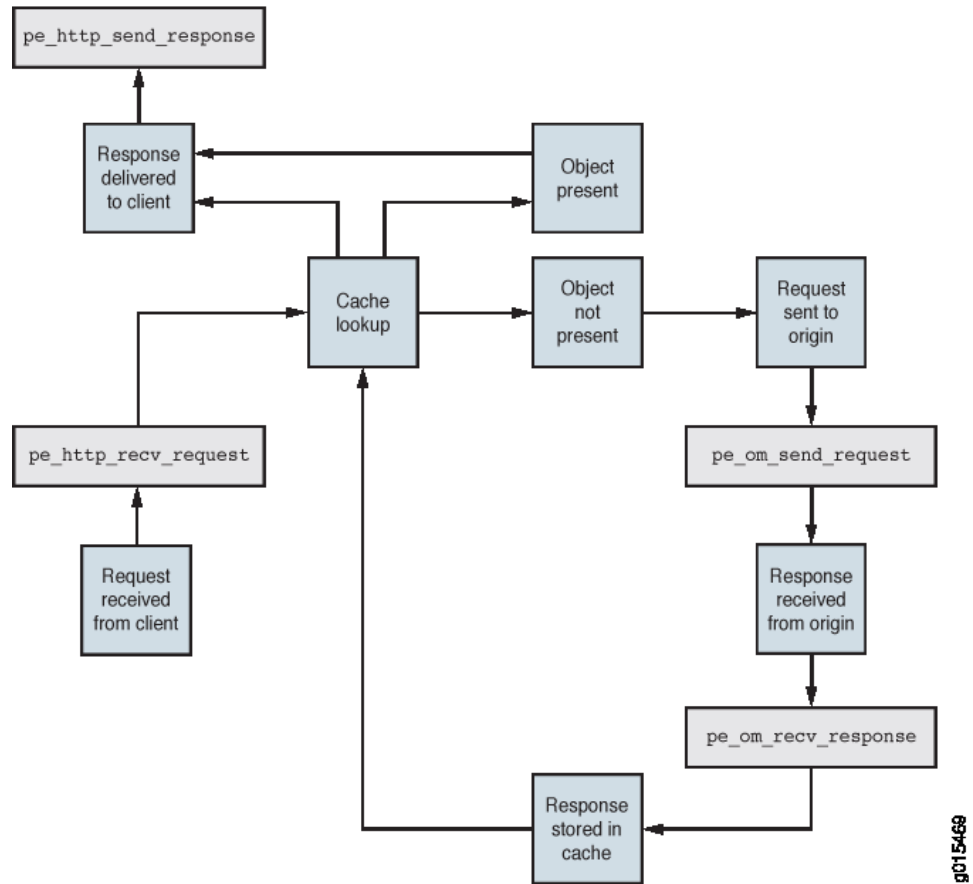 pe_http_send_response
Response
delivered
to client
Object
present
Cache
lookup
Object
not
present
Request
sent to
origin
pe_http_recv_request
pe_om_send_request
Request
received
from client
Response
received
from origin
pe_om_recv_response
Response
stored in
cache
g015469